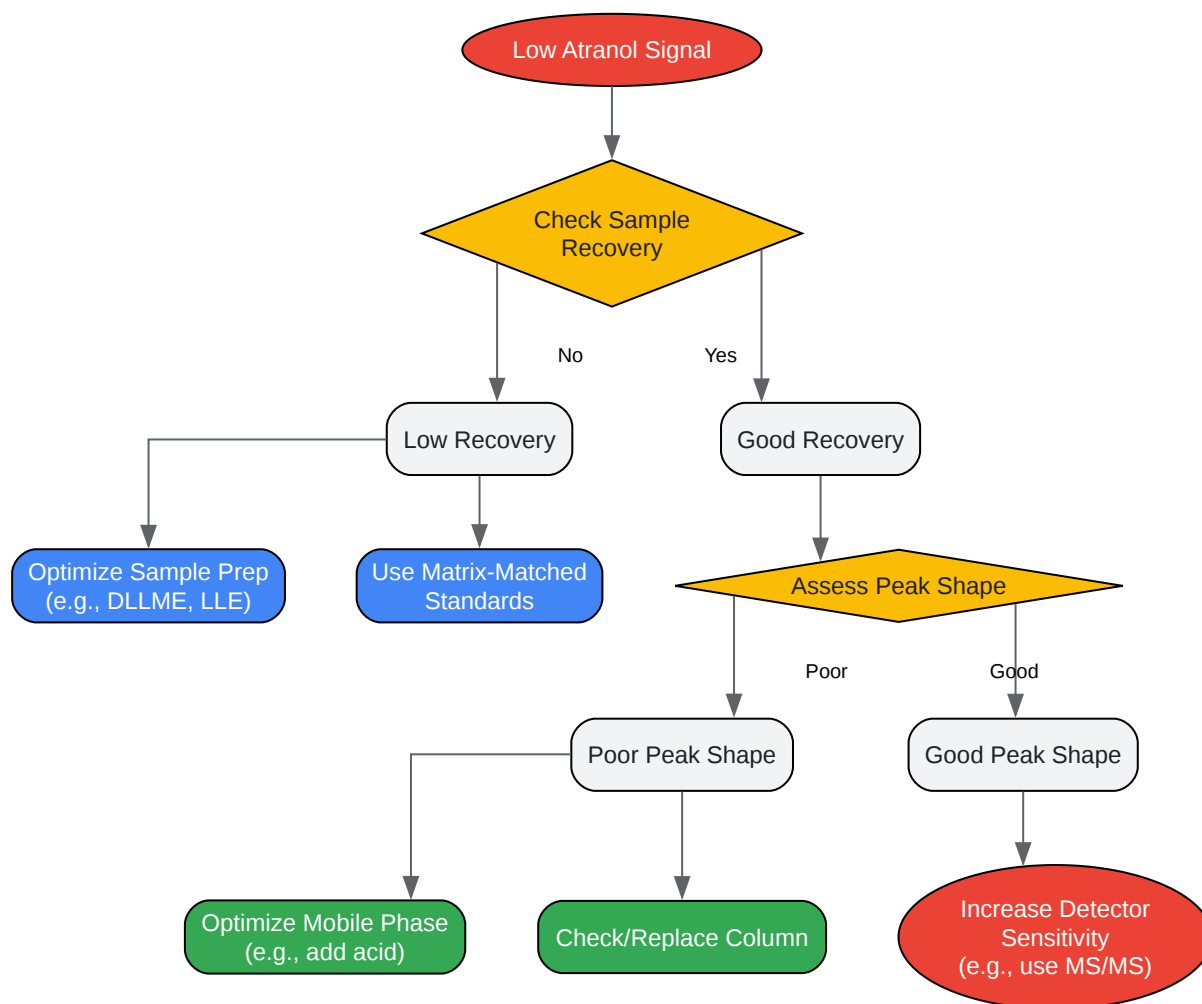 Low Atranol Signal
Check Sample
Recovery
No
Yes
Low Recovery
Good Recovery
Optimize Sample Prep
(e.g., DLLME, LLE)
Use Matrix-Matched
Standards
Assess Peak Shape
Poor
Good
Poor Peak Shape
Good Peak Shape
Optimize Mobile Phase
(e.g., add acid)
Check/Replace Column
Increase Detector
Sensitivity
(e.g., use MS/MS)